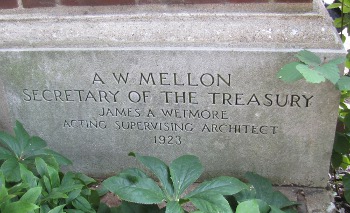 A W MELLON
SECRETARY OF THE TREASURY
JAMES A WETMORE
ACTING SUPERVISING ARCHITECT
1923